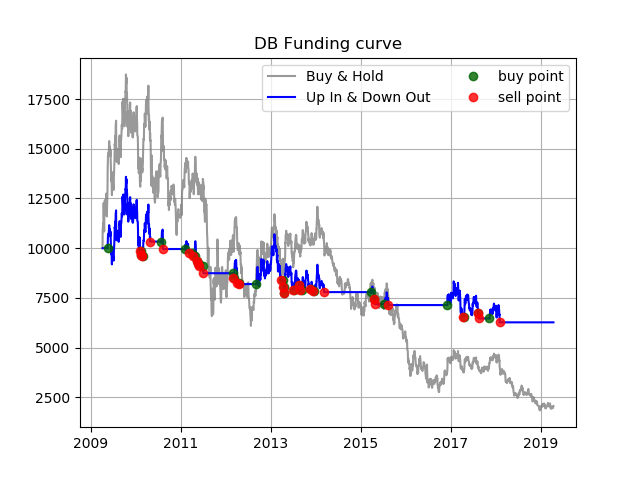 DB Funding curve
Buy & Hold
Up In & Down Out
buy point
sell point
17500
15000
12500
10000
7500
5000
2500
2009 2011 2013 2015 2017 2019